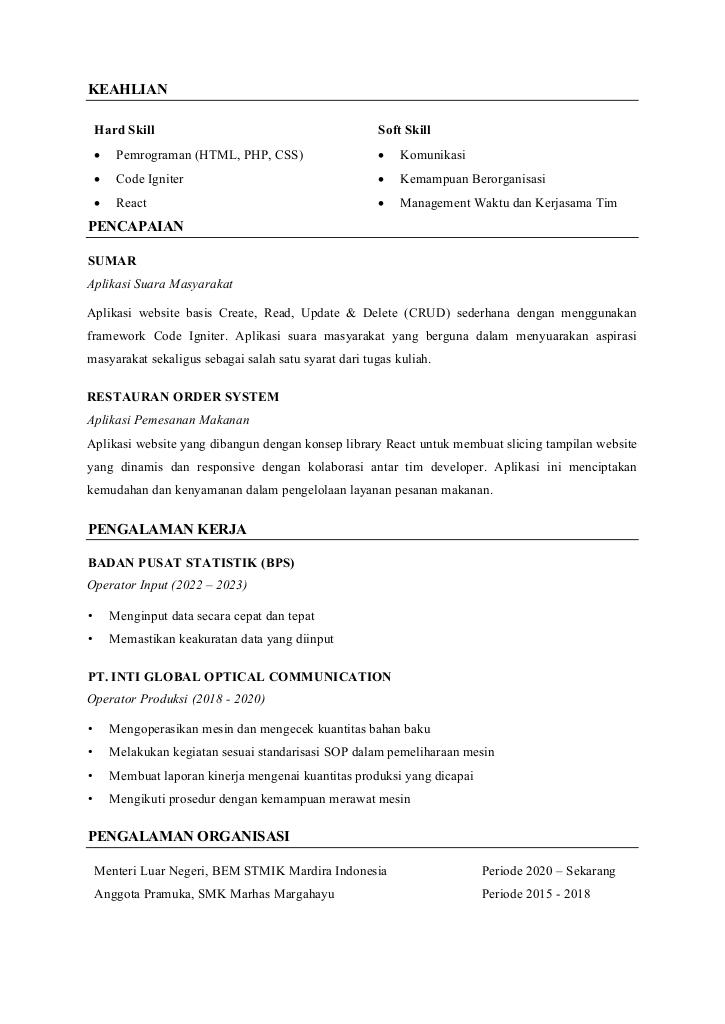 KEAHLIAN
Hard Skill
• Pemrograman (HTML, PHP, CSS)
• Code Igniter
• React
Soft Skill
• Komunikasi
• Kemampuan Berorganisasi
• Management Waktu dan Kerjasama Tim
PENCAPAIAN
SUMAR
Aplikasi Suara Masyarakat
Aplikasi website basis Create, Read, Update & Delete (CRUD) sederhana dengan menggunakan
framework Code Igniter. Aplikasi suara masyarakat yang berguna dalam menyuarakan aspirasi
masyarakat sekaligus sebagai salah satu syarat dari tugas kuliah.
RESTAURAN ORDER SYSTEM
Aplikasi Pemesanan Makanan
Aplikasi website yang dibangun dengan konsep library React untuk membuat slicing tampilan website
yang dinamis dan responsive dengan kolaborasi antar tim developer. Aplikasi ini menciptakan
kemudahan dan kenyamanan dalam pengelolaan layanan pesanan makanan.
PENGALAMAN KERJA
BADAN PUSAT STATISTIK (BPS)
Operator Input (2022 – 2023)
• Menginput data secara cepat dan tepat
• Memastikan keakuratan data yang diinput
PT. INTI GLOBAL OPTICAL COMMUNICATION
Operator Produksi (2018 - 2020)
• Mengoperasikan mesin dan mengecek kuantitas bahan baku
• Melakukan kegiatan sesuai standarisasi SOP dalam pemeliharaan mesin
• Membuat laporan kinerja mengenai kuantitas produksi yang dicapai
• Mengikuti prosedur dengan kemampuan merawat mesin
PENGALAMAN ORGANISASI
Menteri Luar Negeri, BEM STMIK Mardira Indonesia Periode 2020 – Sekarang
Anggota Pramuka, SMK Marhas Margahayu Periode 2015 - 2018